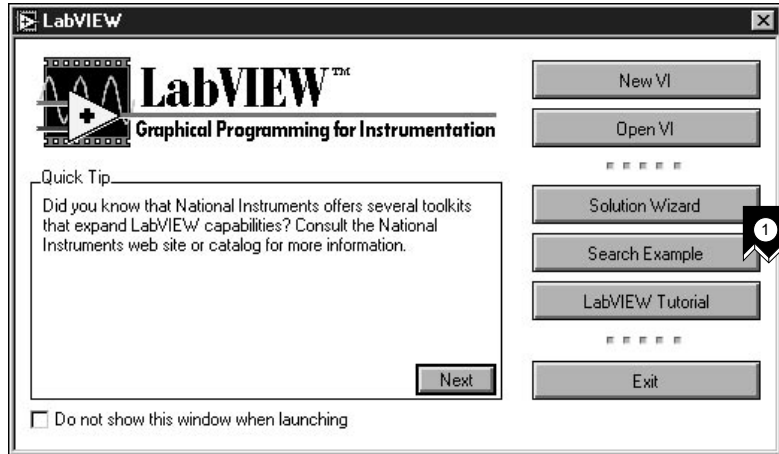 LabVIEW
LabVIEW™
Graphical Programming for Instrumentation
Quick Tip
Did you know that National Instruments offers several toolkits
that expand LabVIEW capabilities? Consult the National
Instruments web site or catalog for more information.
Next
Do not show this window when launching
New VI
Open VI
Solution Wizard
1
Search Example
LabVIEW Tutorial
Exit